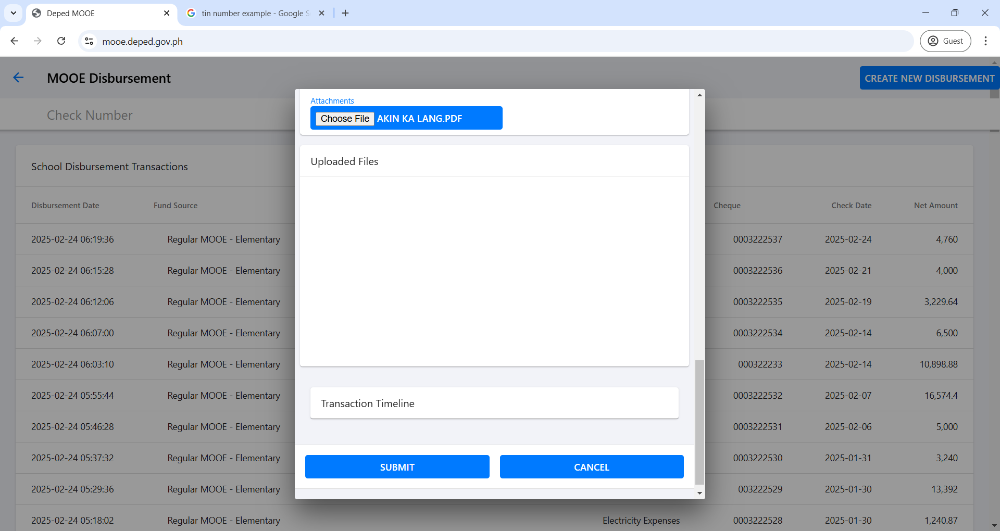 Deped MOOE
tin number example - Google S
mooe.deped.gov.ph
Guest
MOOE Disbursement
CREATE NEW DISBURSEMENT
Check Number
Attachments
Choose File AKIN KA LANG.PDF
Uploaded Files
Transaction Timeline
SUBMIT
CANCEL
School Disbursement Transactions
Disbursement Date Fund Source Cheque Check Date Net Amount
2025-02-24 06:19:36 Regular MOOE - Elementary 0003222537 2025-02-24 4,760
2025-02-24 06:15:28 Regular MOOE - Elementary 0003222536 2025-02-21 4,000
2025-02-24 06:12:06 Regular MOOE - Elementary 0003222535 2025-02-19 3,229.64
2025-02-24 06:07:00 Regular MOOE - Elementary 0003222534 2025-02-14 6,500
2025-02-24 06:03:10 Regular MOOE - Elementary 000322233 2025-02-14 10,898.88
2025-02-24 05:55:44 Regular MOOE - Elementary 0003222532 2025-02-07 16,574.4
2025-02-24 05:46:28 Regular MOOE - Elementary 0003222531 2025-02-06 5,000
2025-02-24 05:37:32 Regular MOOE - Elementary 0003222530 2025-01-31 3,240
2025-02-24 05:29:36 Regular MOOE - Elementary 003222529 2025-01-30 13,392
2025-02-24 05:18:02 Regular MOOE - Elementary Electricity Expenses 0003222528 2025-01-30 1,240.87